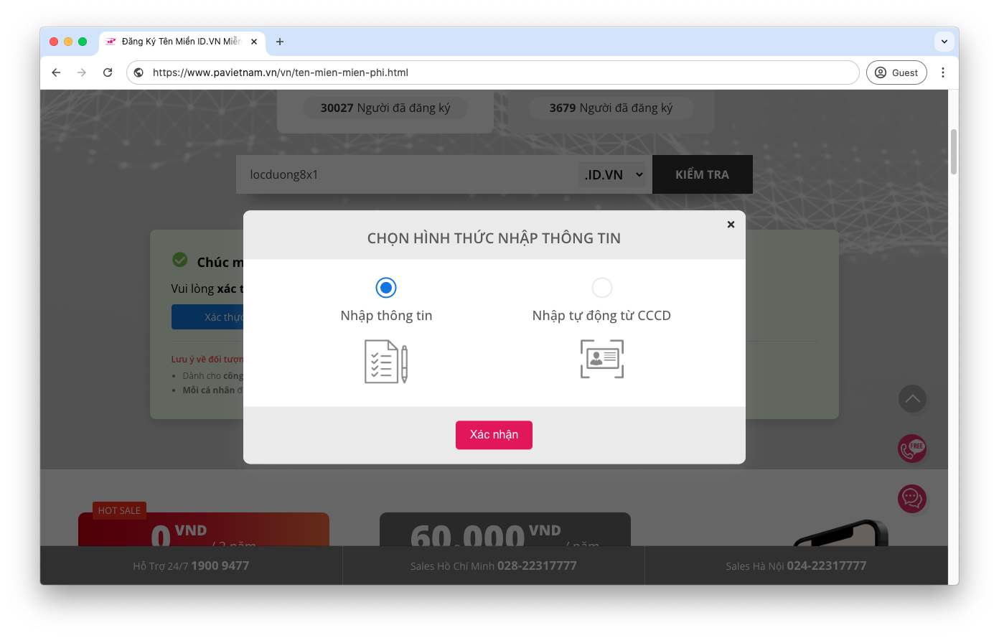 Đăng Ký Tên Miền ID.VN Miễn
https://www.pavietnam.vn/vn/ten-mien-mien-phi.html
Guest
30027 Người đã đăng ký
3679 Người đã đăng ký
locduong8x1
.ID.VN
KIỂM TRA
CHỌN HÌNH THỨC NHẬP THÔNG TIN
Chúc m
Vui lòng xác t
Nhập thông tin
Nhập tự động từ CCCD
Xác thực
Lưu ý về đối tượn
Dành cho công
Mỗi cá nhân đ
Xác nhận
FREE
HOT SALE
0 VND
/ 2 năm
60.000 VND
/ năm
Hỗ Trợ 24/7 1900 9477
Sales Hồ Chí Minh 028-22317777
Sales Hà Nội 024-22317777